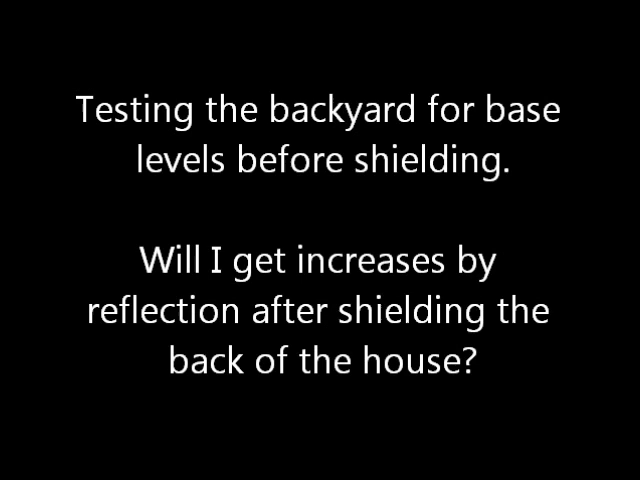 Testing the backyard for base
levels before shielding.
Will I get increases by
reflection after shielding the
back of the house?